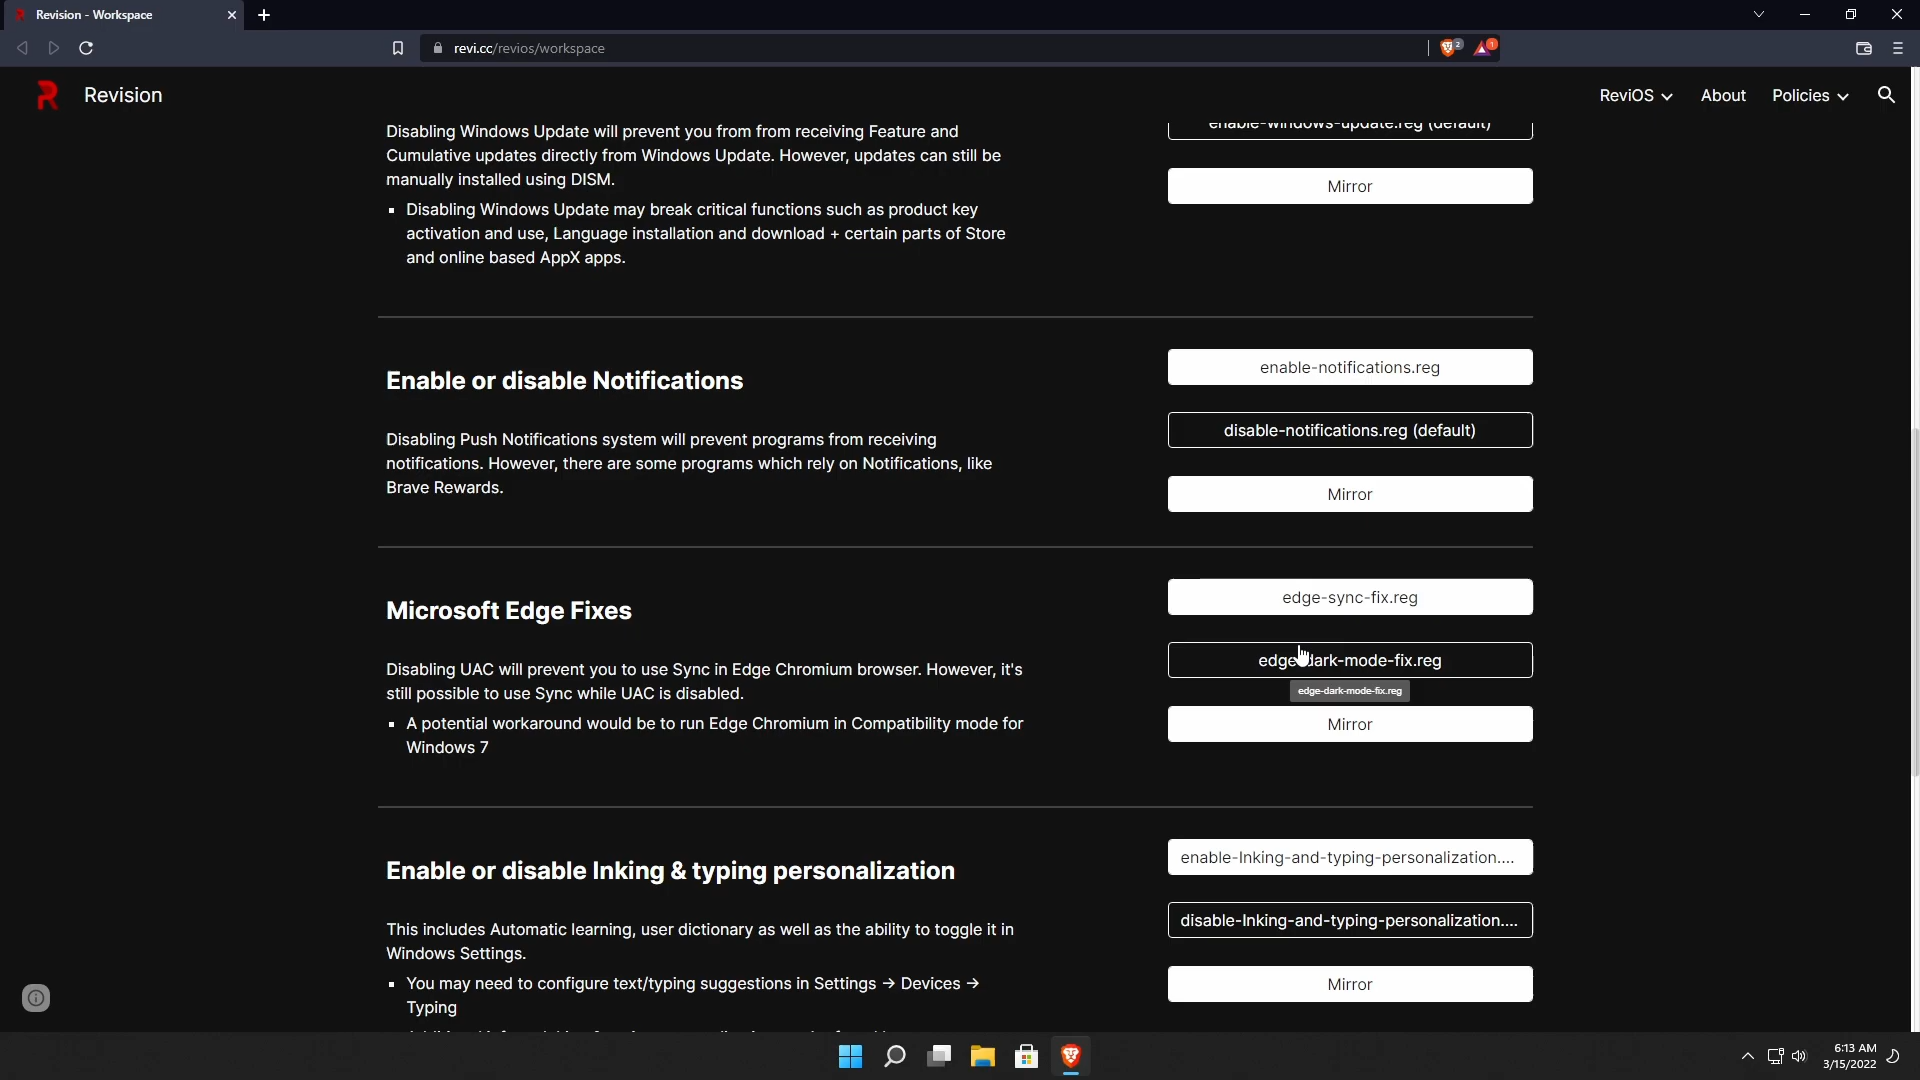 Revision - Workspace
revi.cc/revios/workspace
2
1
Revision
ReviOS
About
Policies
Disabling Windows Update will prevent you from from receiving Feature and
Cumulative updates directly from Windows Update. However, updates can still be
manually installed using DISM.
Disabling Windows Update may break critical functions such as product key
activation and use, Language installation and download + certain parts of Store
and online based AppX apps.
enable-windows-update.reg (default)
Mirror
Enable or disable Notifications
Disabling Push Notifications system will prevent programs from receiving
notifications. However, there are some programs which rely on Notifications, like
Brave Rewards.
enable-notifications.reg
disable-notifications.reg (default)
Mirror
Microsoft Edge Fixes
Disabling UAC will prevent you to use Sync in Edge Chromium browser. However, it's
still possible to use Sync while UAC is disabled.
A potential workaround would be to run Edge Chromium in Compatibility mode for
Windows 7
edge-sync-fix.reg
edge-dark-mode-fix.reg
edge-dark-mode-fix.reg
Mirror
Enable or disable Inking & typing personalization
This includes Automatic learning, user dictionary as well as the ability to toggle it in
Windows Settings.
You may need to configure text/typing suggestions in Settings → Devices →
Typing
enable-Inking-and-typing-personalization....
disable-Inking-and-typing-personalization....
Mirror
6:13 AM
3/15/2022